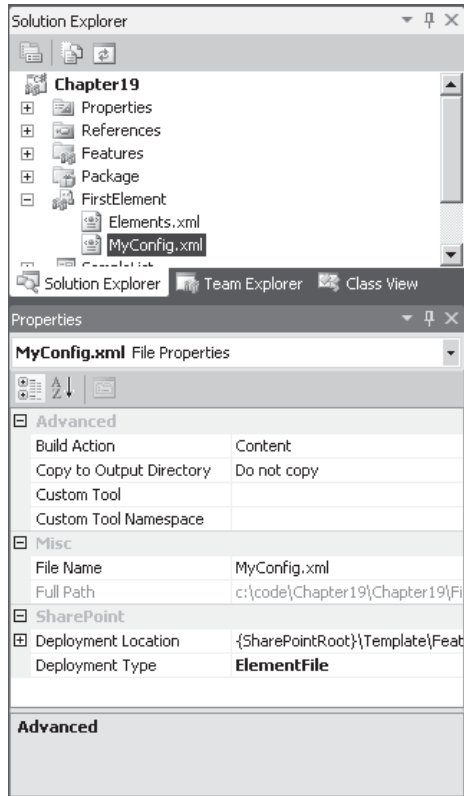 Solution Explorer
Chapter19
Properties
References
Features
Package
FirstElement
Elements.xml
MyConfig.xml
Solution Explorer Team Explorer Class View
Properties
MyConfig.xml File Properties
Advanced
Build Action Content
Copy to Output Directory Do not copy
Custom Tool
Custom Tool Namespace
Misc
File Name MyConfig.xml
Full Path c:\code\Chapter19\Chapter19\Fi
SharePoint
Deployment Location {SharePointRoot}\Template\Feat
Deployment Type ElementFile
Advanced